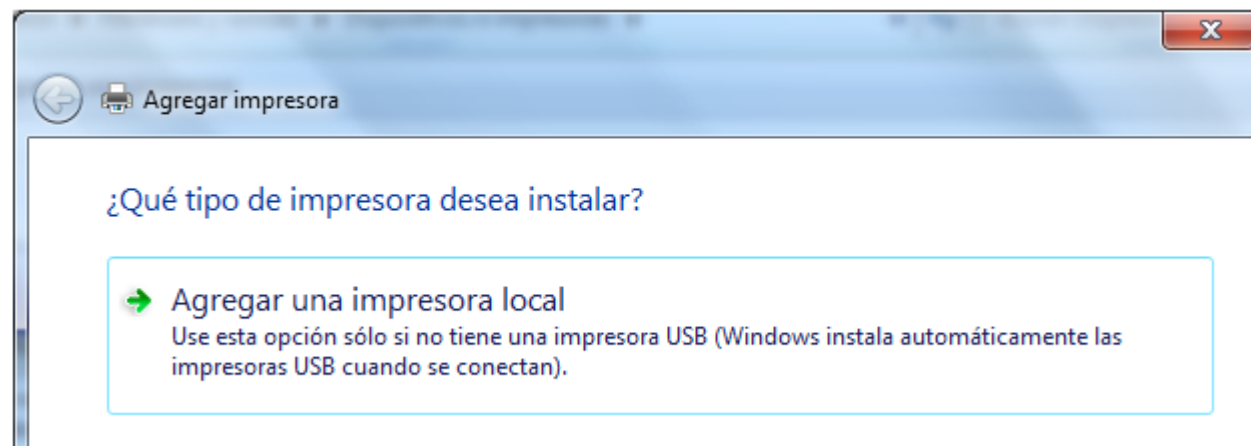 Agregar impresora
¿Qué tipo de impresora desea instalar?
Agregar una impresora local
Use esta opción sólo si no tiene una impresora USB (Windows instala automáticamente las
impresoras USB cuando se conectan).